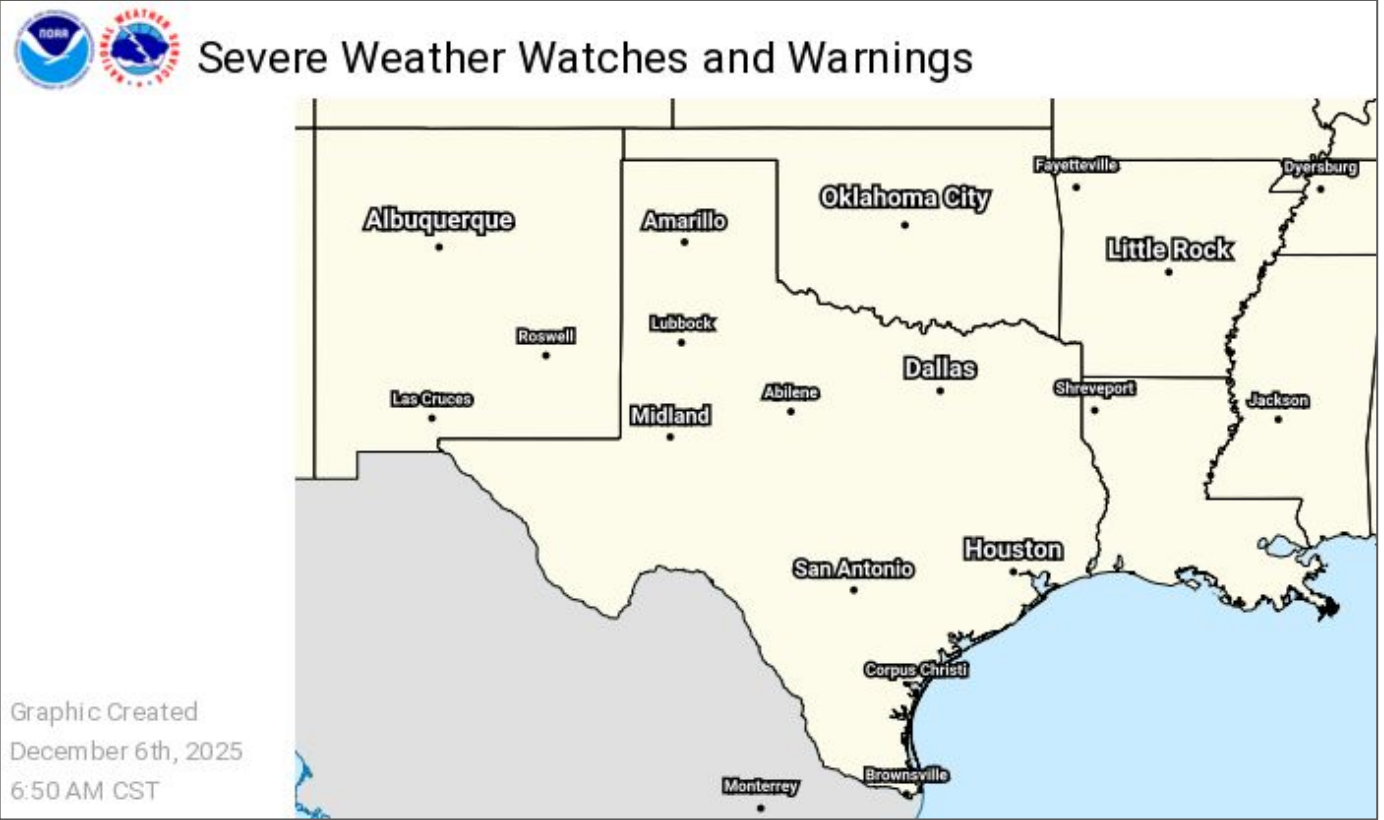 NOAA
NATIONAL WEATHER SERVICE
Severe Weather Watches and Warnings
Fayetteville
Dyersburg
Oklahoma City
Albuquerque
Amarillo
Little Rock
Lubbock
Roswell
Dallas
Shreveport
Abilene
Las Cruces
Jackson
Midland
Houston
San Antonio
Corpus Christi
Graphic Created
December 6th, 2025
6:50 AM CST
Brownsville
Monterrey